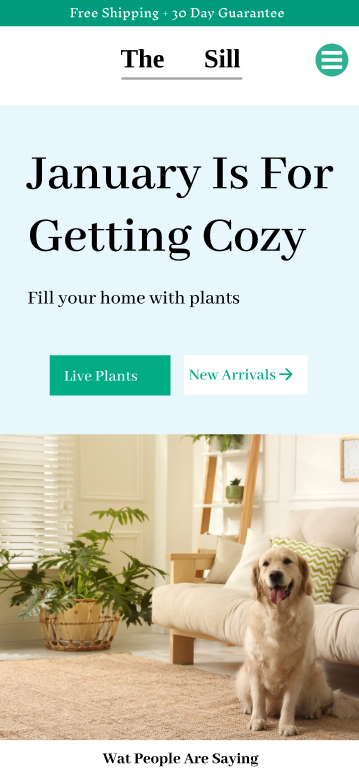 Free Shipping + 30 Day Guarantee
The Sill
January Is For
Getting Cozy
Fill your home with plants
Live Plants
New Arrivals →
Wat People Are Saying